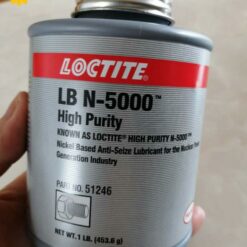 LOCTITE
LB N-5000™
High Purity
KNOWN AS LOCTITE® HIGH PURITY N-5000™
Nickel Based Anti-Seize Lubricant for the Nuclear Power
Generation Industry
PART NO. 51246
NET WT. 1 LB. (453.6 g)